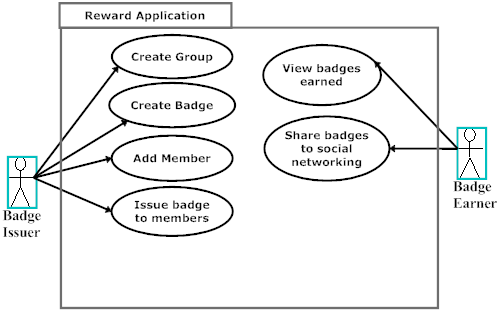 Reward Application
Create Group
Create Badge
Add Member
Issue badge
to members
View badges
earned
Share badges
to social
networking
Badge
Issuer
Badge
Earner